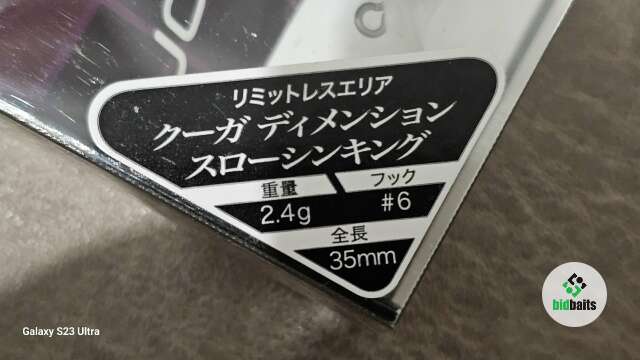 リミットレスエリア
クーガ ディメンション
スローシンキング
重量 フック
2.4g #6
全長
35mm
bidbaits
Galaxy S23 Ultra